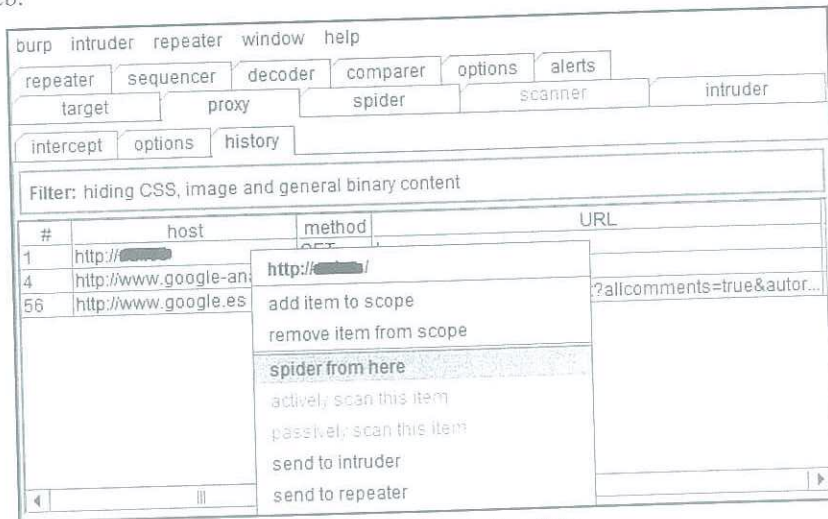 burp intruder repeater window help
repeater sequencer decoder comparer options alerts
target proxy spider scanner intruder
intercept options history
Filter: hiding CSS, image and general binary content
# host method URL
1 http://
4 http://www.google-ana
56 http://www.google.es ?allcomments=true&autor...
http:// /
add item to scope
remove item from scope
spider from here
actively scan this item
passively scan this item
send to intruder
send to repeater